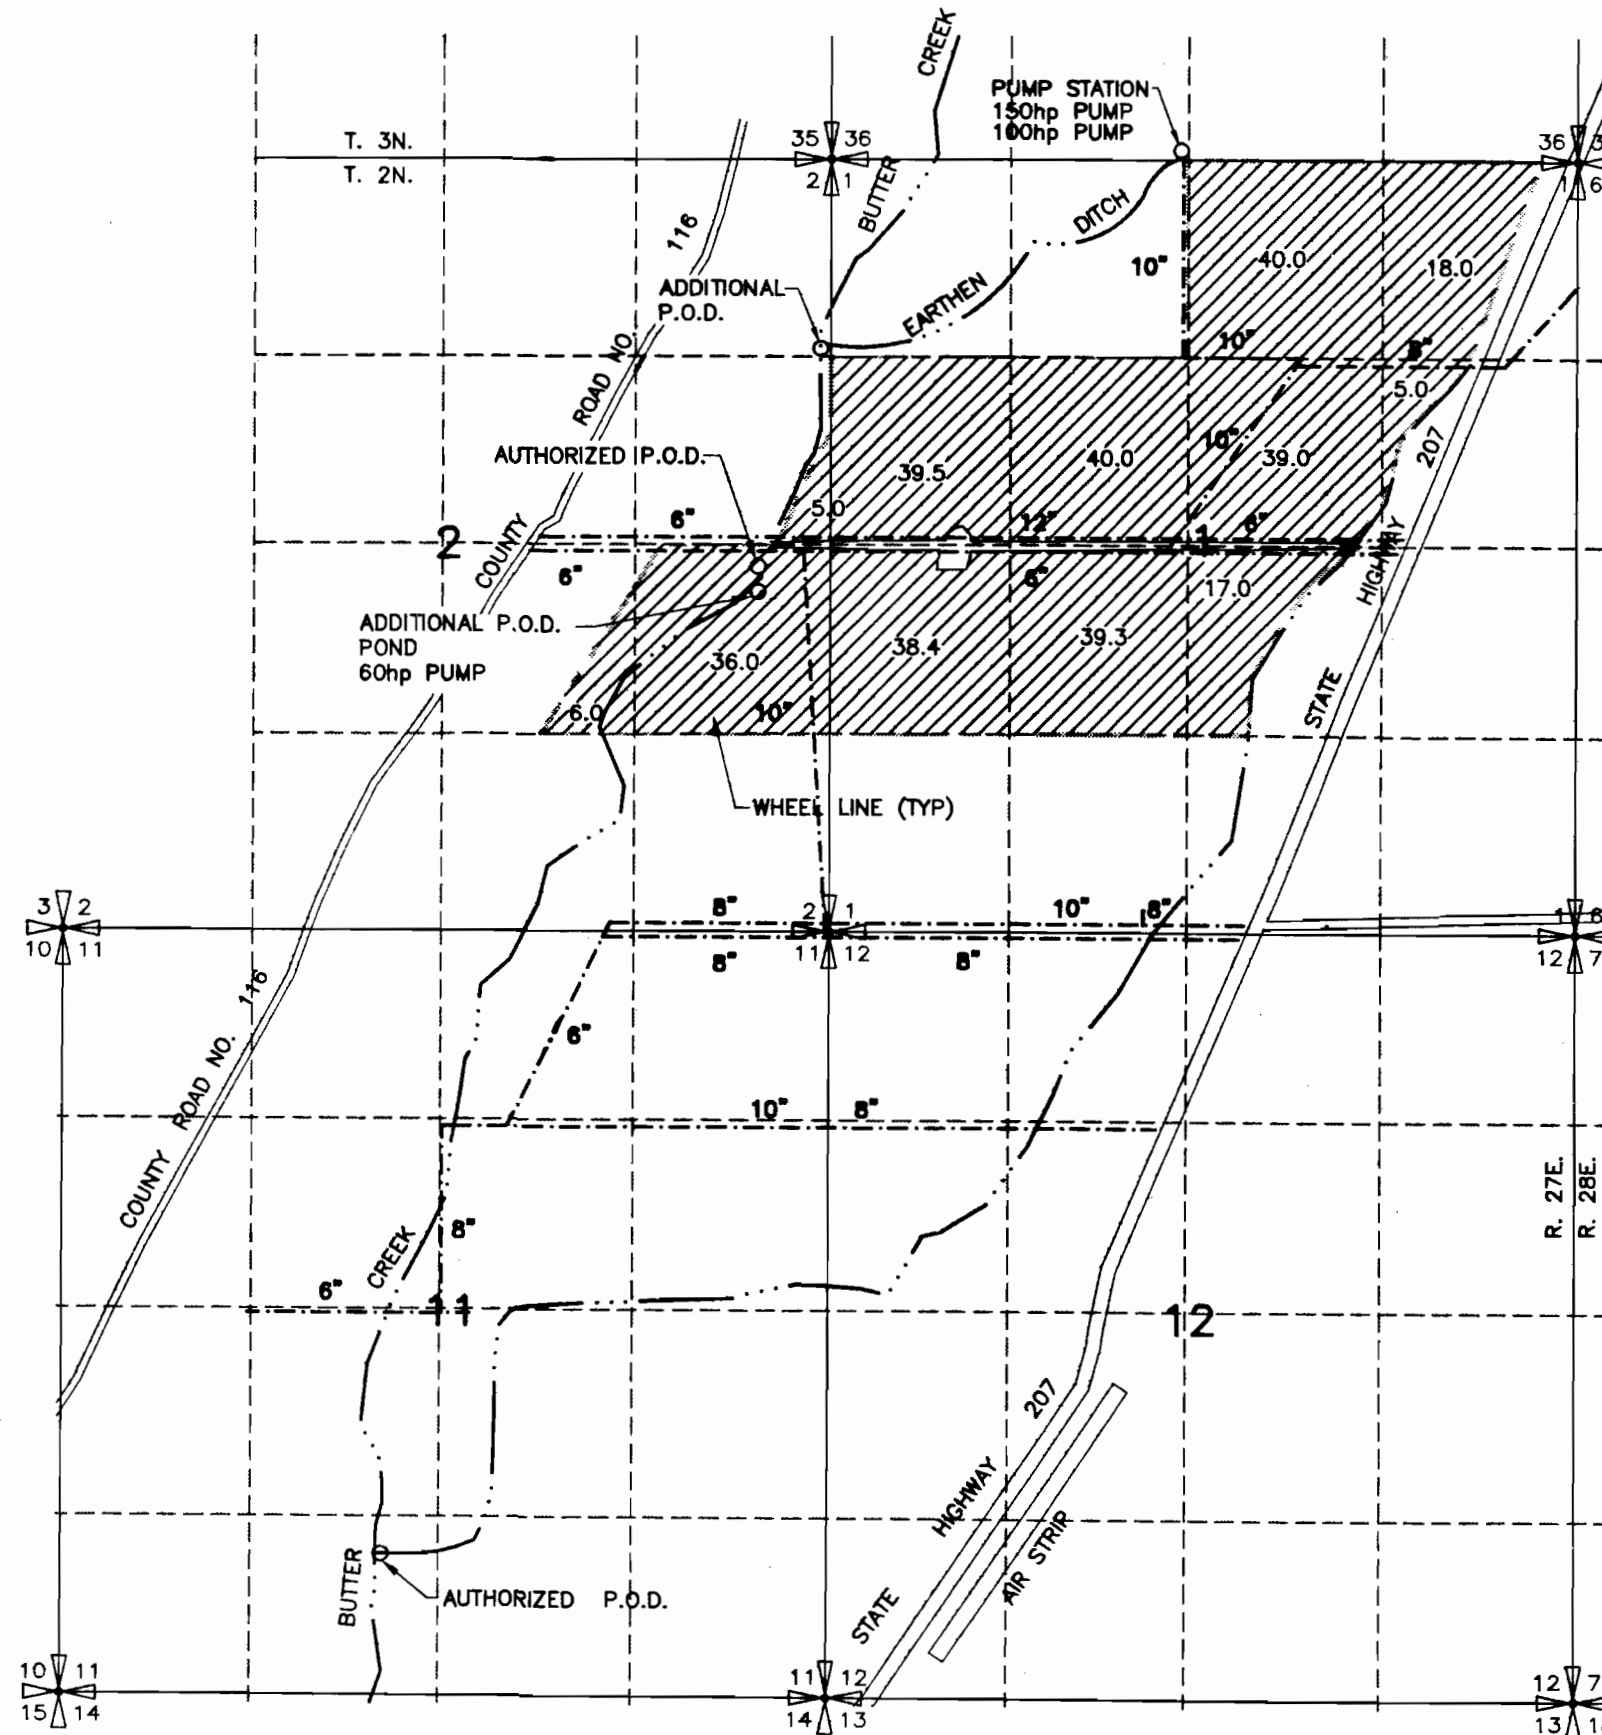 CREEK
PUMP STATION
150hp PUMP
100hp PUMP
T. 3N.
T. 2N.
35 36
2 1
36
1 6
BUTTER
DITCH
116
10"
40.0
18.0
ADDITIONAL
P.O.D.
EARTHEN
ROAD NO.
10"
8"
5.0
AUTHORIZED P.O.D.
10"
207
39.5
40.0
39.0
5.0
6"
12"
6"
2
1
COUNTY
6"
6"
HIGHWAY
17.0
ADDITIONAL P.O.D.
POND
60hp PUMP
36.0
38.4
39.3
STATE
6.0
10"
WHEEL LINE (TYP)
3 2
10 11
8"
2 1
11 12
10"
8"
1 6
12 7
8"
8"
116
6"
ROAD NO.
10"
8"
COUNTY
R. 27E.
R. 28E.
CREEK
8"
6"
11
12
207
HIGHWAY
AIR STRIP
BUTTER
AUTHORIZED P.O.D.
STATE
10 11
15 14
11 12
14 13
12 7
13